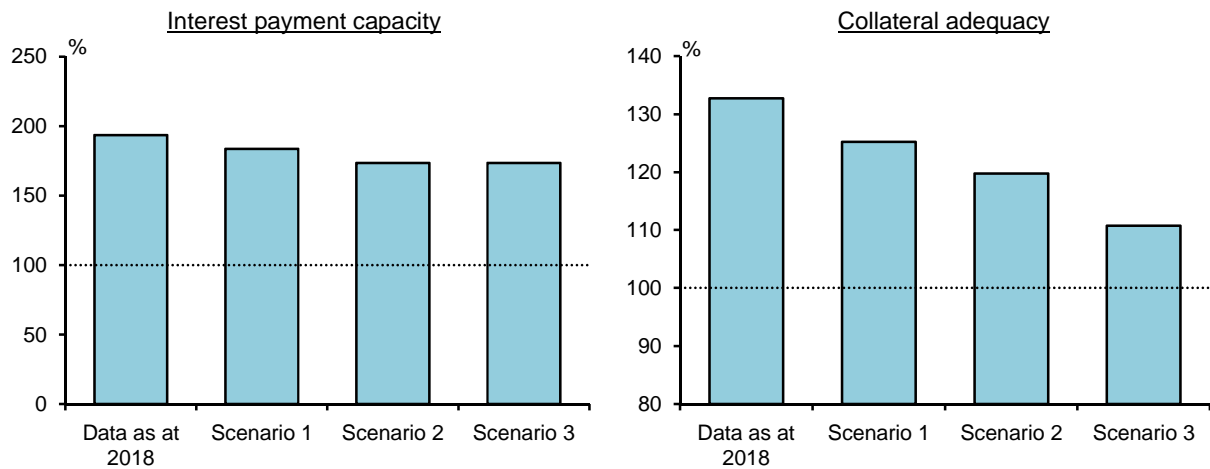 Interest payment capacity
%
250
200
150
100
50
0
Data as at
2018
Scenario 1
Scenario 2
Scenario 3
Collateral adequacy
%
140
130
120
110
100
90
80
Data as at
2018
Scenario 1
Scenario 2
Scenario 3